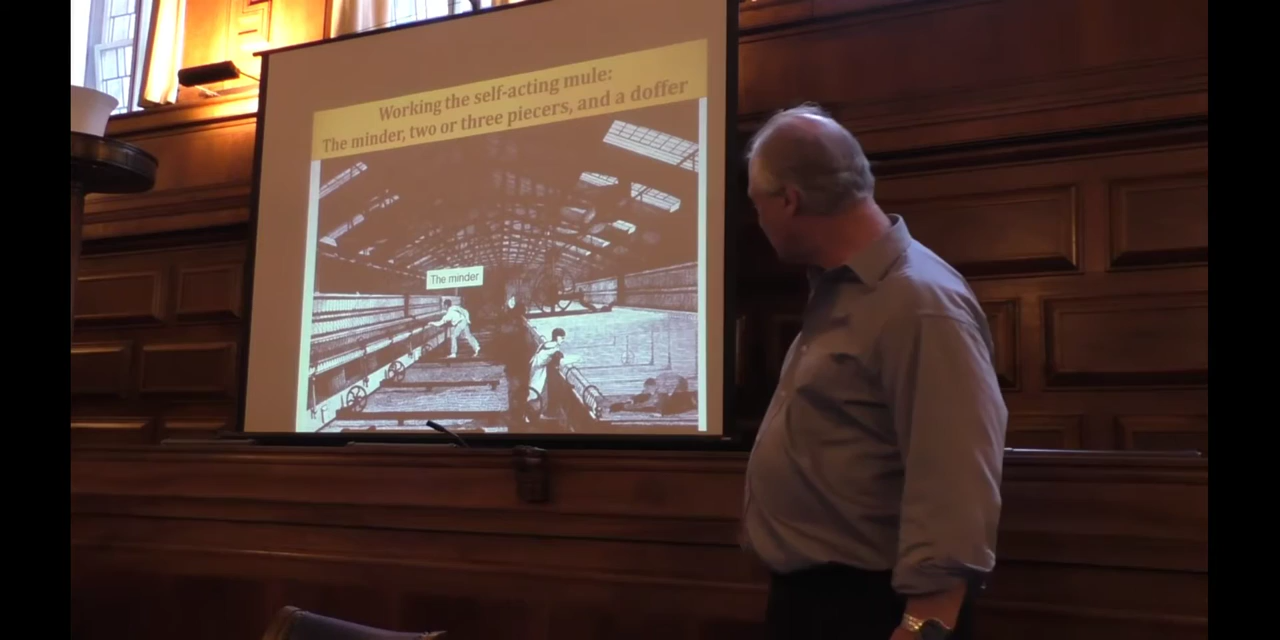 Working the self-acting mule:
The minder, two or three piecers, and a doffer
The minder